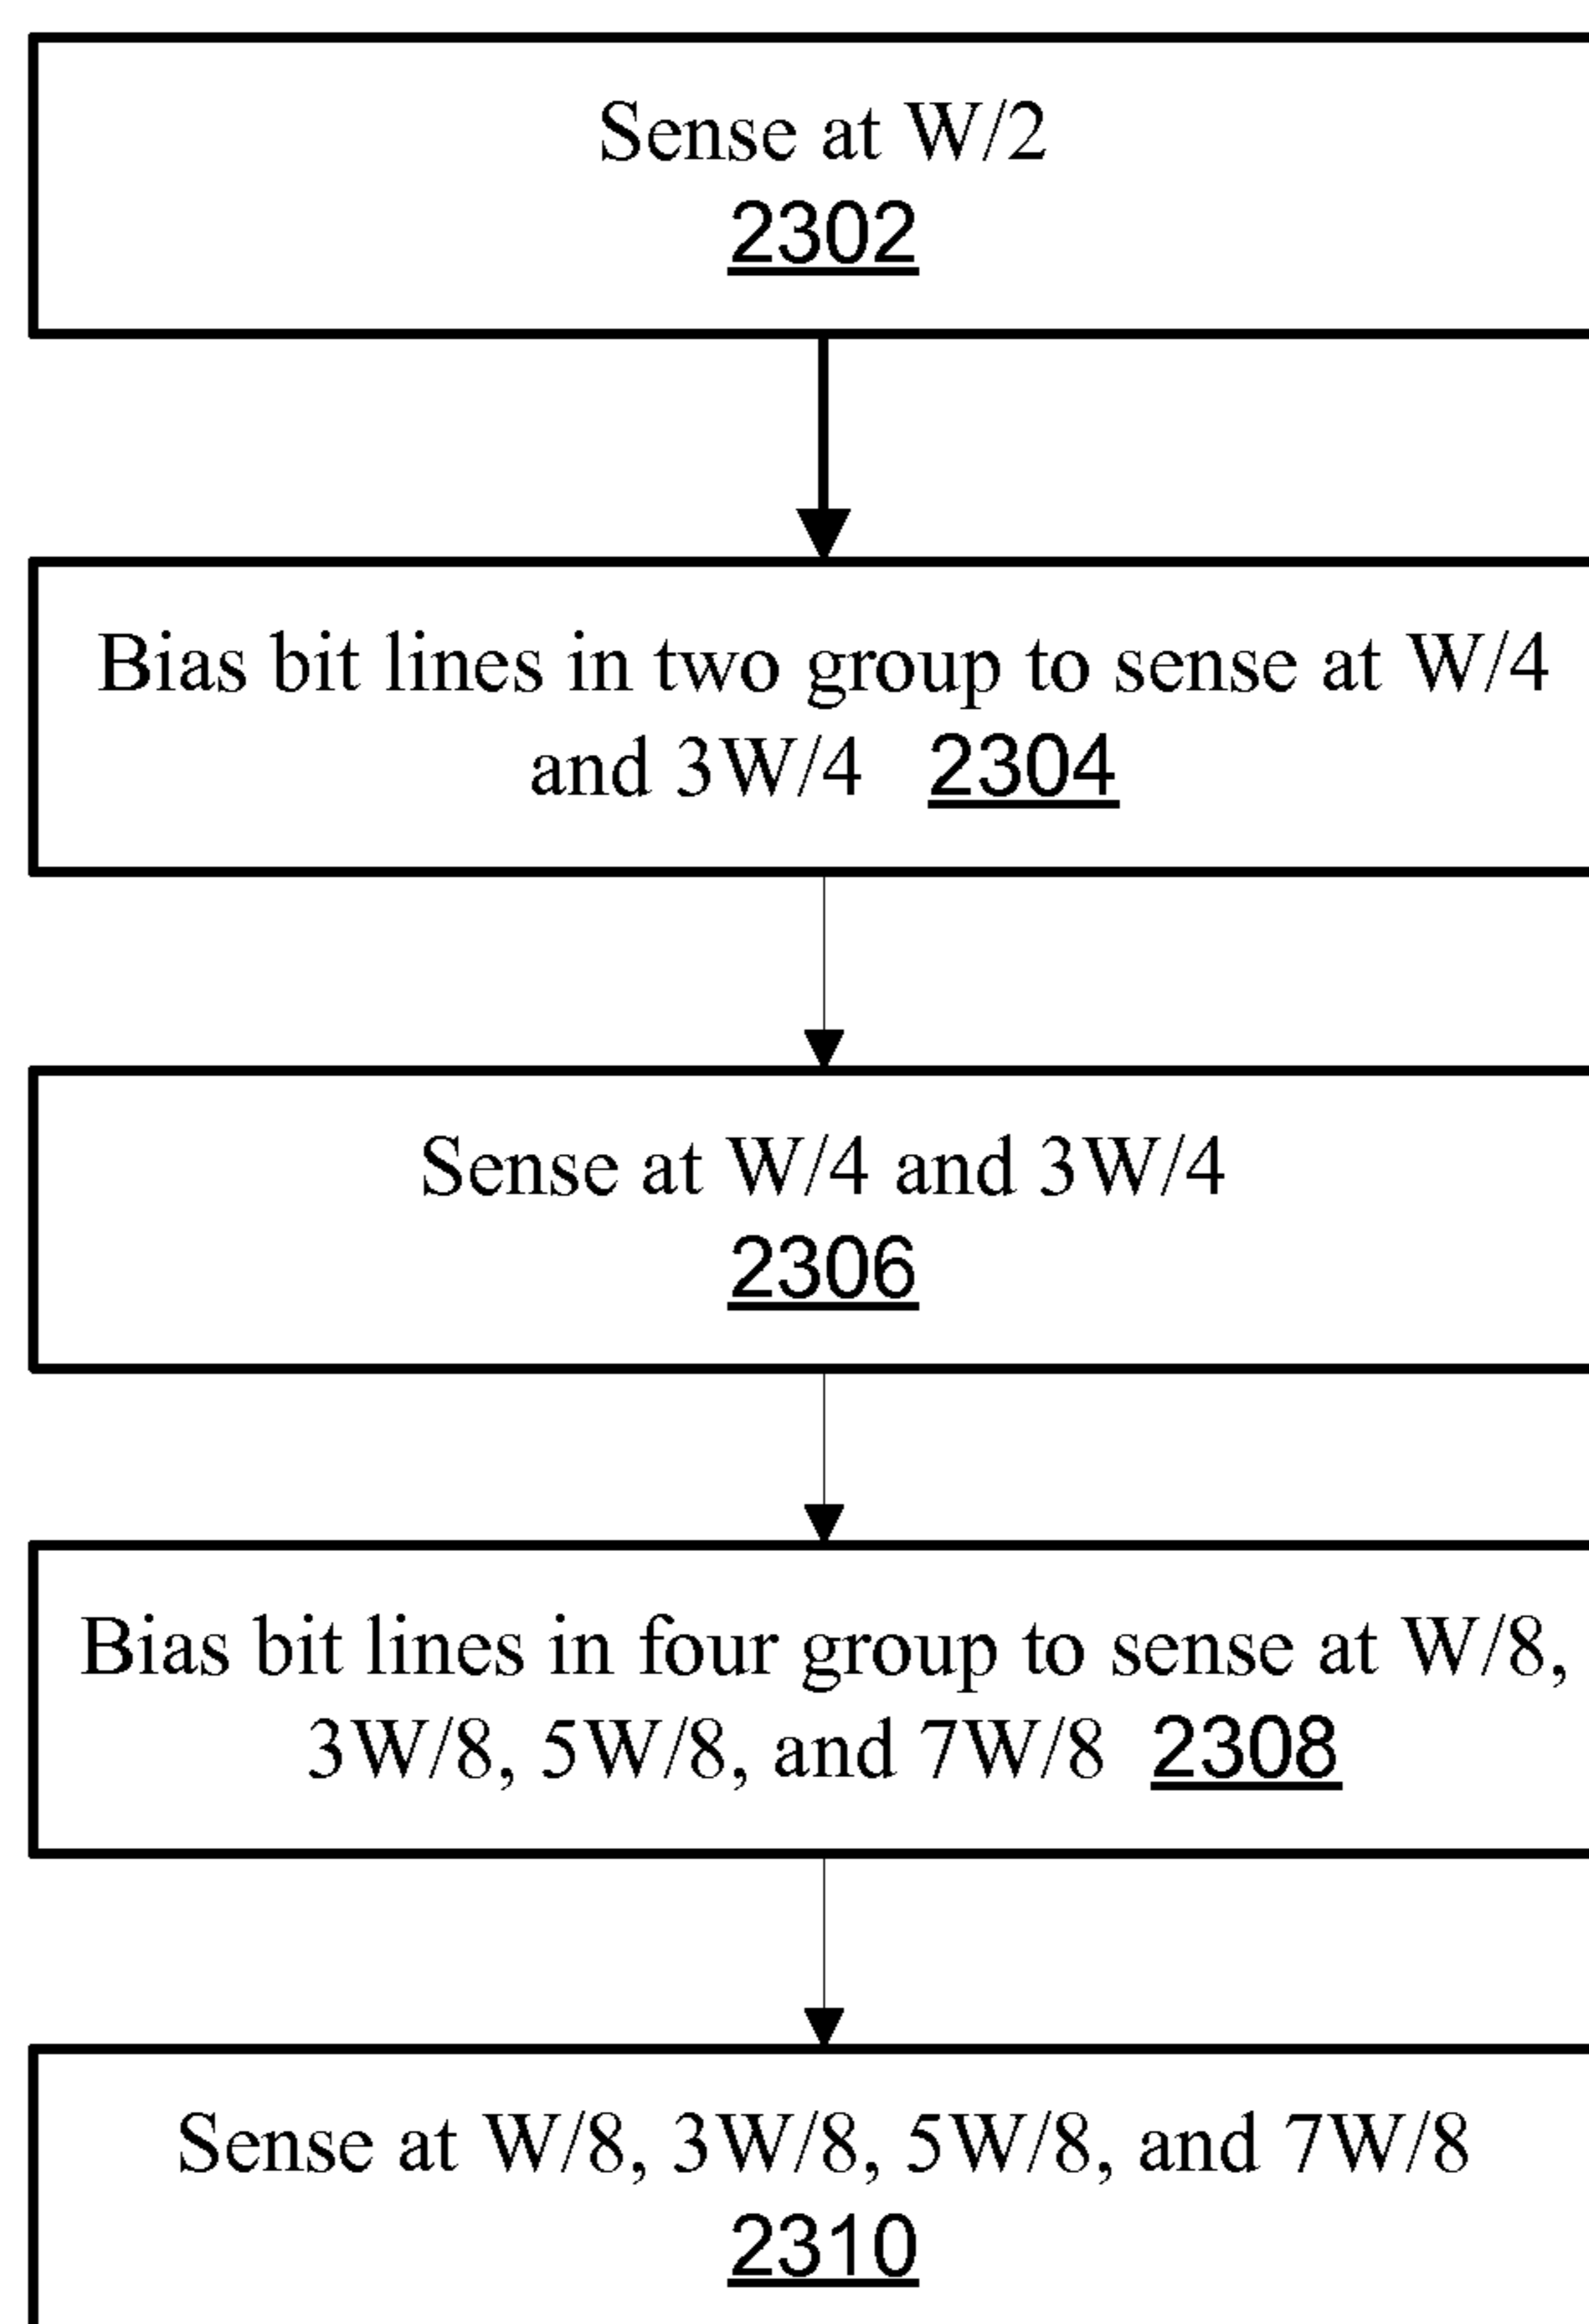 Sense at W/2
2302
Bias bit lines in two group to sense at W/4
and 3W/4 2304
Sense at W/4 and 3W/4
2306
Bias bit lines in four group to sense at W/8,
3W/8, 5W/8, and 7W/8 2308
Sense at W/8, 3W/8, 5W/8, and 7W/8
2310